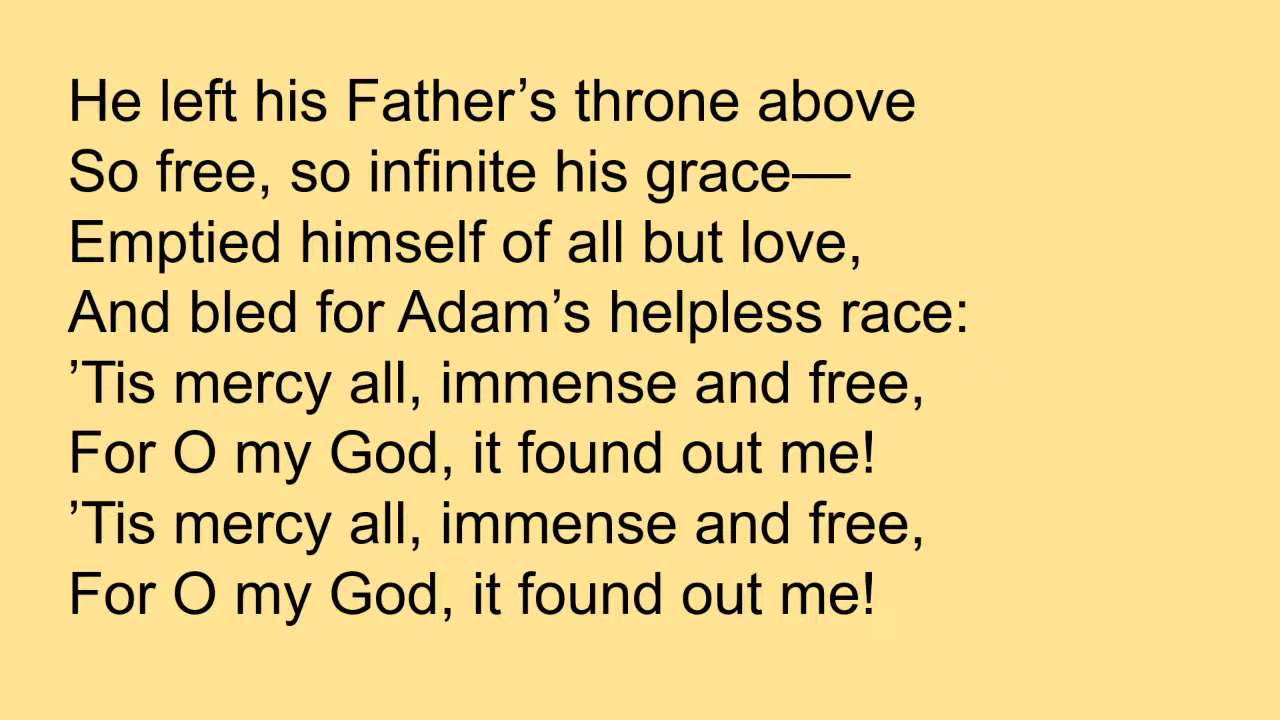 He left his Father’s throne above
So free, so infinite his grace—
Emptied himself of all but love,
And bled for Adam’s helpless race:
’Tis mercy all, immense and free,
For O my God, it found out me!
’Tis mercy all, immense and free,
For O my God, it found out me!